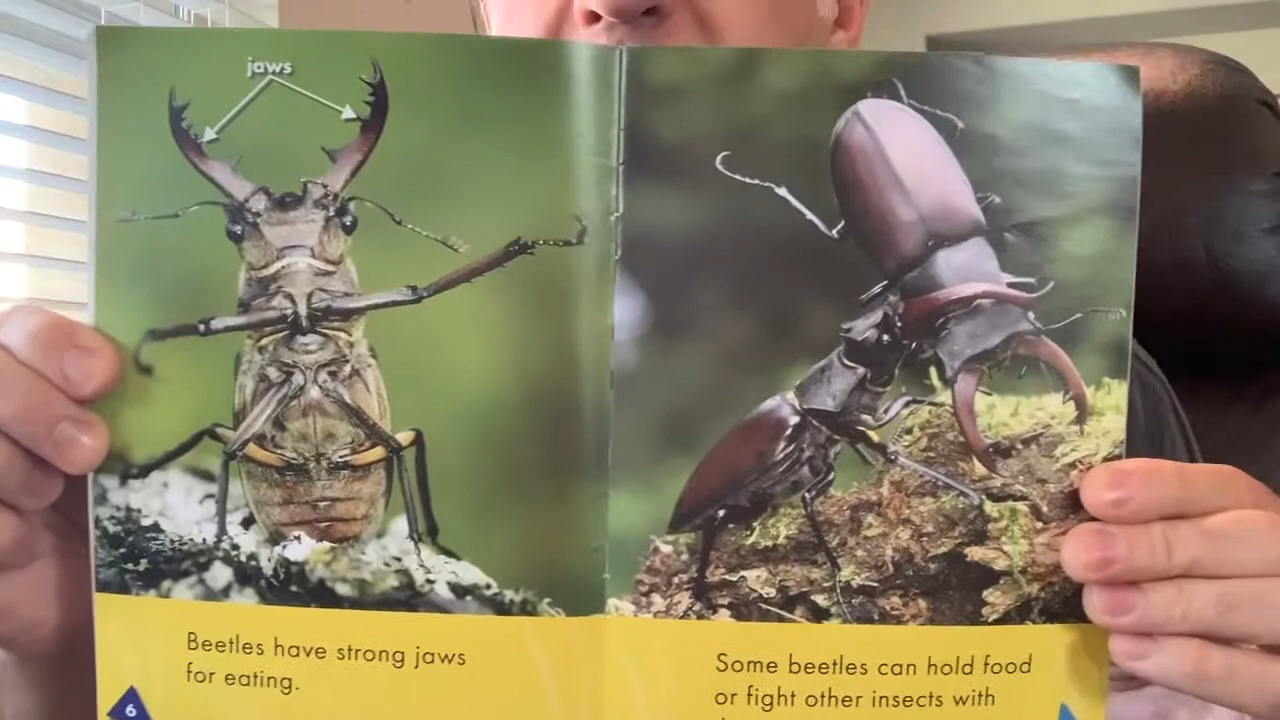 jaws
Beetles have strong jaws
for eating.
6
Some beetles can hold food
or fight other insects with